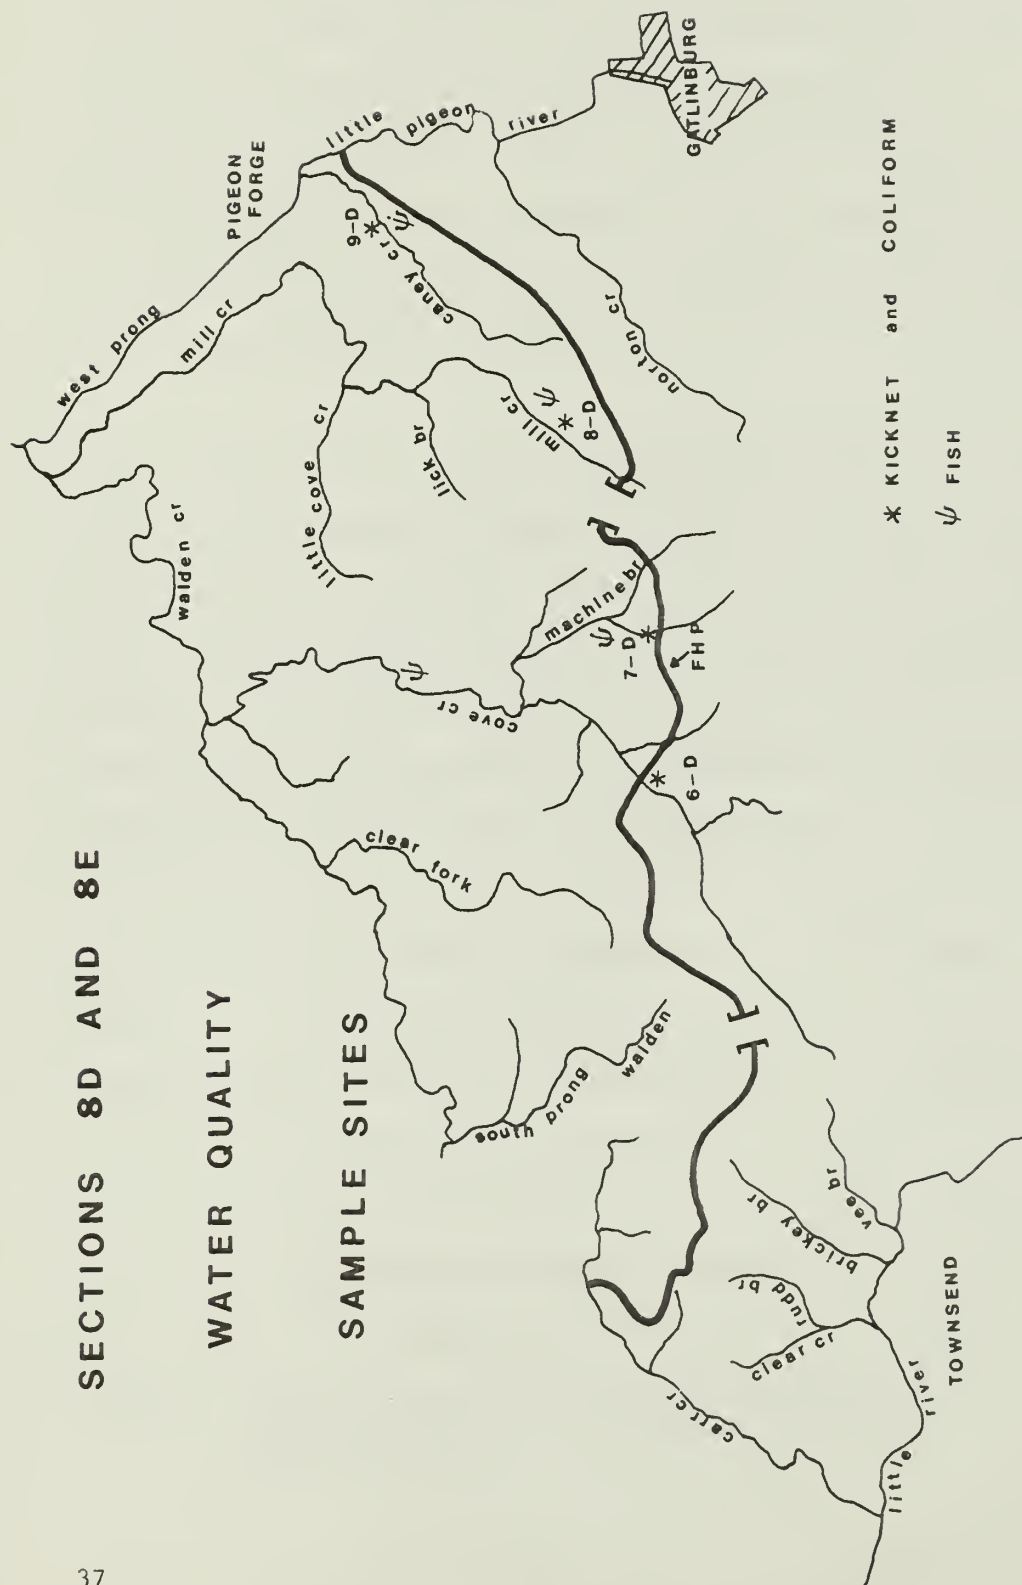 SECTIONS 8D AND 8E
WATER QUALITY
SAMPLE SITES
west prong
mill cr
PIGEON
FORGE
little pigeon river
GATLINBURG
walden cr
little cove cr
lick br
mill cr
caney cr
9-D
8-D
norton cr
cove cr
machine br
7-D
FHP
6-D
clear fork
south prong walden
carr cr
clear cr
rudd br
brickey br
vee br
little river
TOWNSEND
KICKNET and COLIFORM
FISH
37